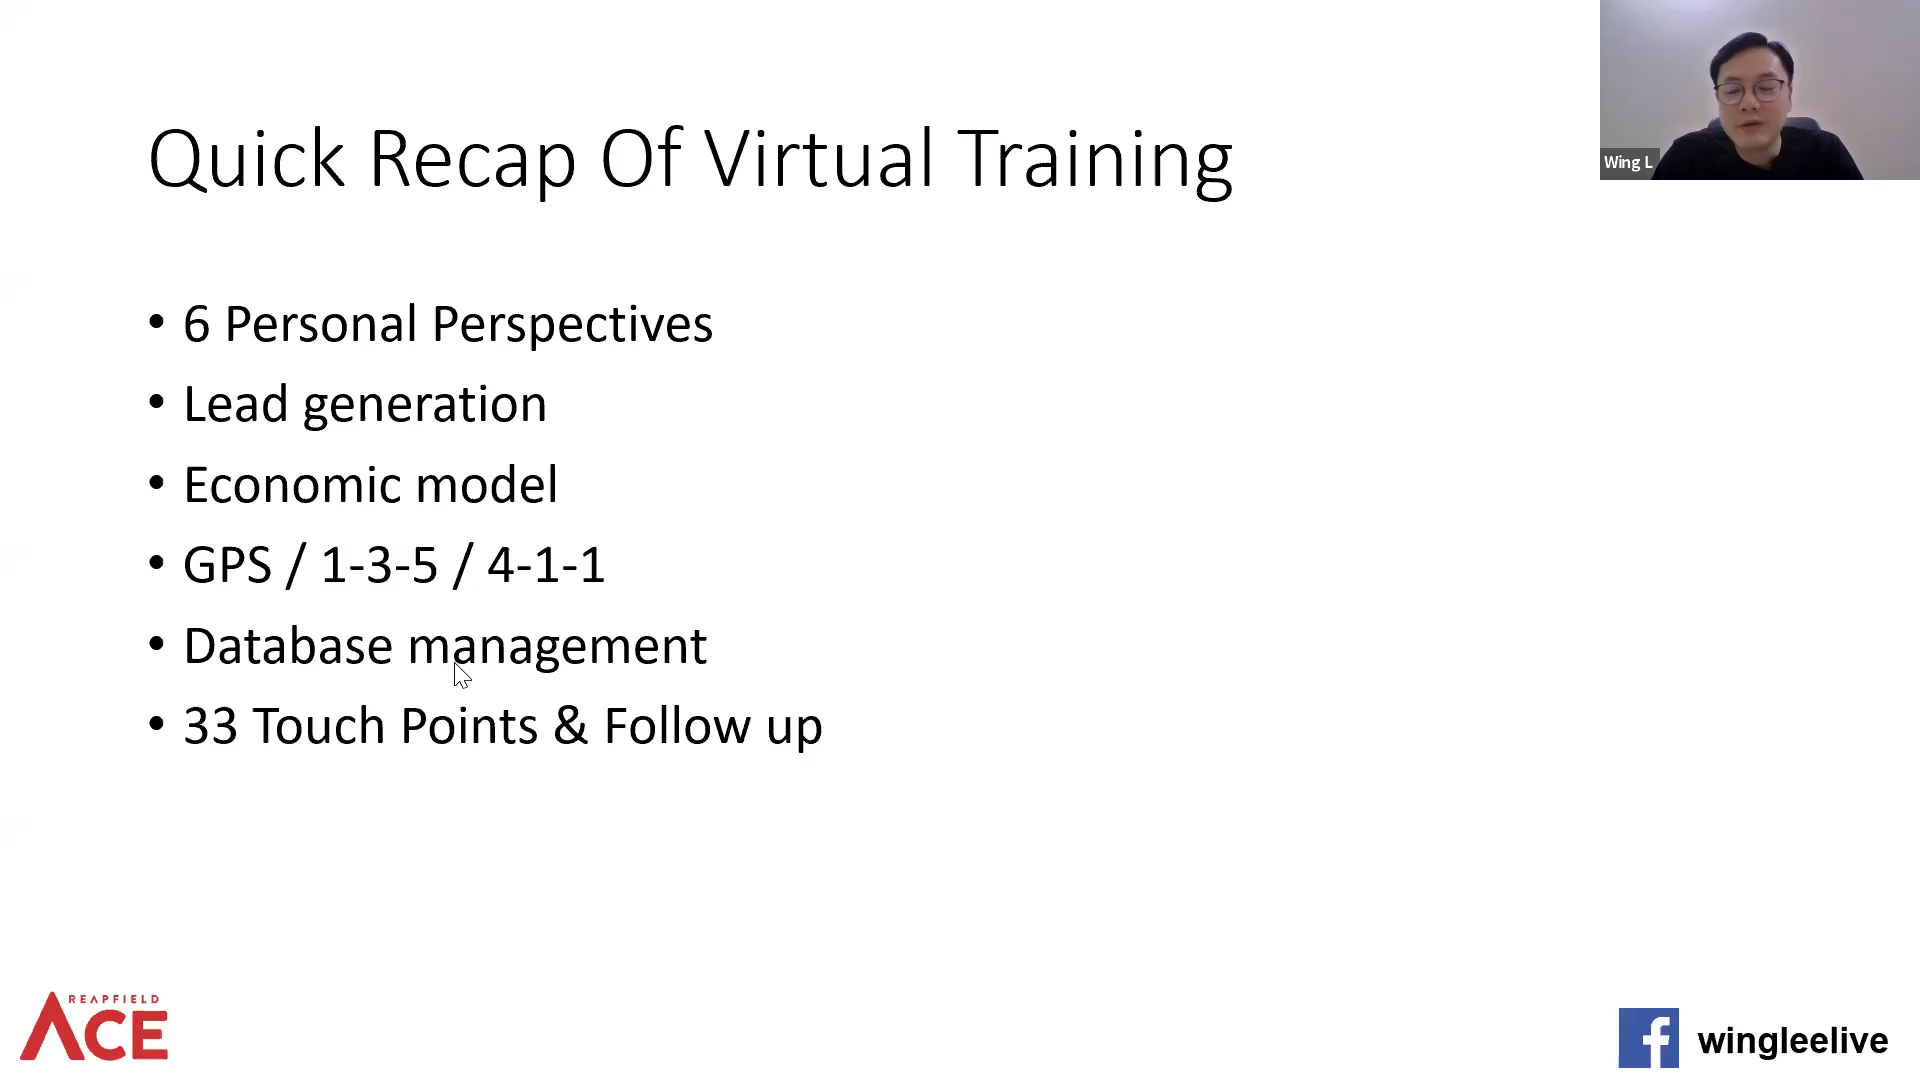 Wing L
Quick Recap Of Virtual Training
• 6 Personal Perspectives
• Lead generation
• Economic model
• GPS / 1-3-5 / 4-1-1
• Database management
• 33 Touch Points & Follow up
REAPFIELD
ACE
wingleelive